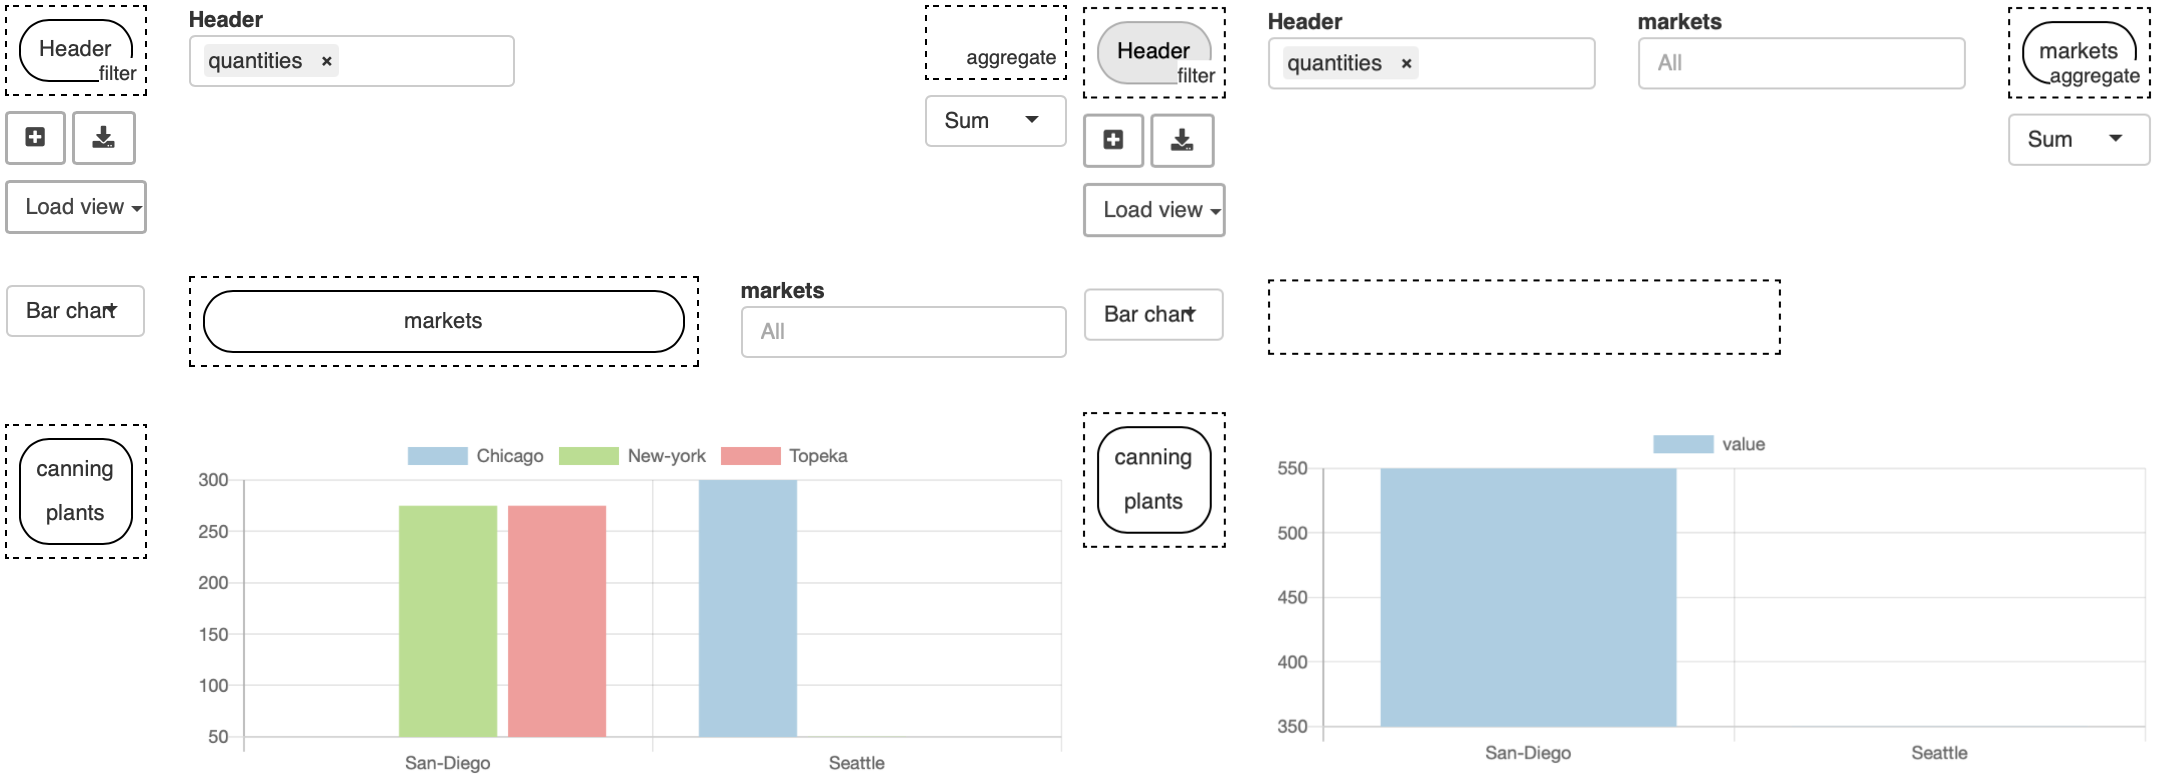 Header
filter
Header
quantities ×
aggregate
Sum
Load view
Bar chart
markets
markets
All
canning
plants
Chicago New-york Topeka
300
250
200
150
100
50
San-Diego Seattle
Header
filter
Header
quantities ×
markets
All
markets
aggregate
Sum
Load view
Bar chart
canning
plants
value
550
500
450
400
350
San-Diego Seattle